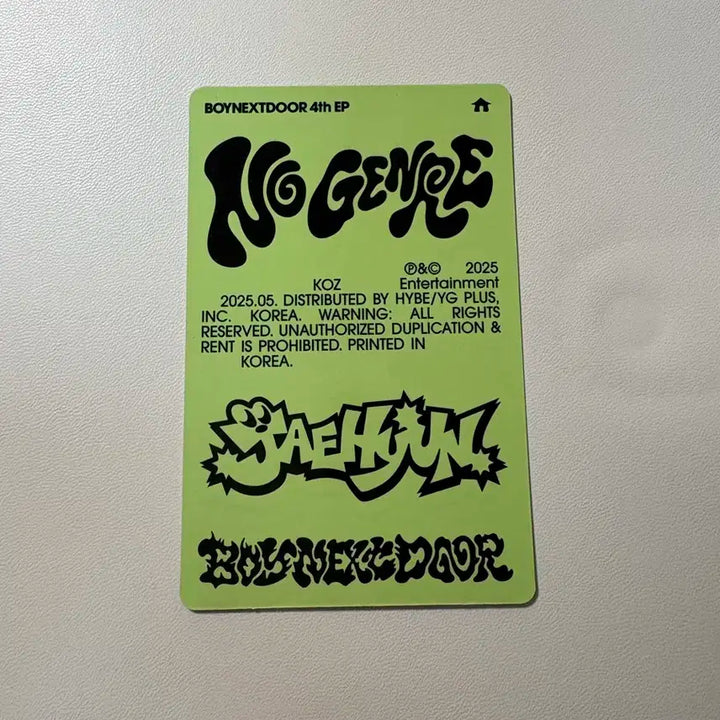 BOYNEXTDOOR 4th EP
NO GENRE
℗&© 2025
KOZ Entertainment
2025.05. DISTRIBUTED BY HYBE/YG PLUS,
INC. KOREA. WARNING: ALL RIGHTS
RESERVED. UNAUTHORIZED DUPLICATION &
RENT IS PROHIBITED. PRINTED IN
KOREA.
JAEHYUN
BOYNEXTDOOR